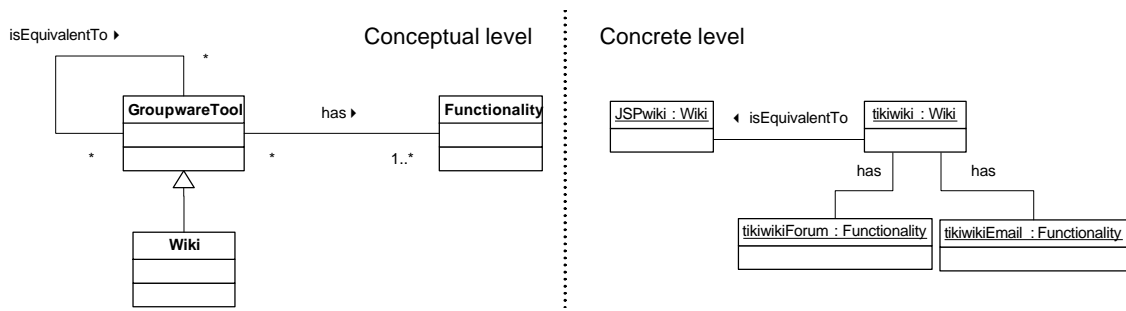 Conceptual level
isEquivalentTo ▸
*
GroupwareTool
has ▸
Functionality
*
*
1..*
Wiki
Concrete level
JSPwiki : Wiki
◂ isEquivalentTo
tikiwiki : Wiki
has
has
tikiwikiForum : Functionality
tikiwikiEmail : Functionality